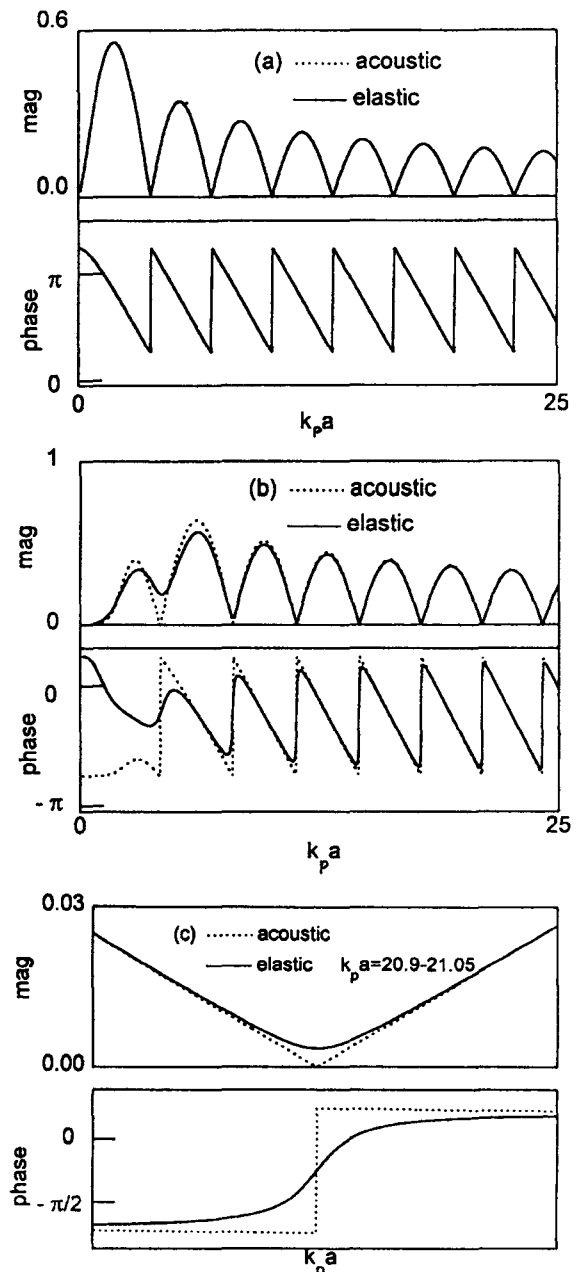 0.6
(a) ········ acoustic
—— elastic
mag
0.0
π
phase
0
0
25
kₚa
1
(b) ········ acoustic
—— elastic
mag
0
0
phase
- π
0
25
kₚa
0.03
(c) ········ acoustic
—— elastic kₚa=20.9-21.05
mag
0.00
0
phase
- π/2
kₚa